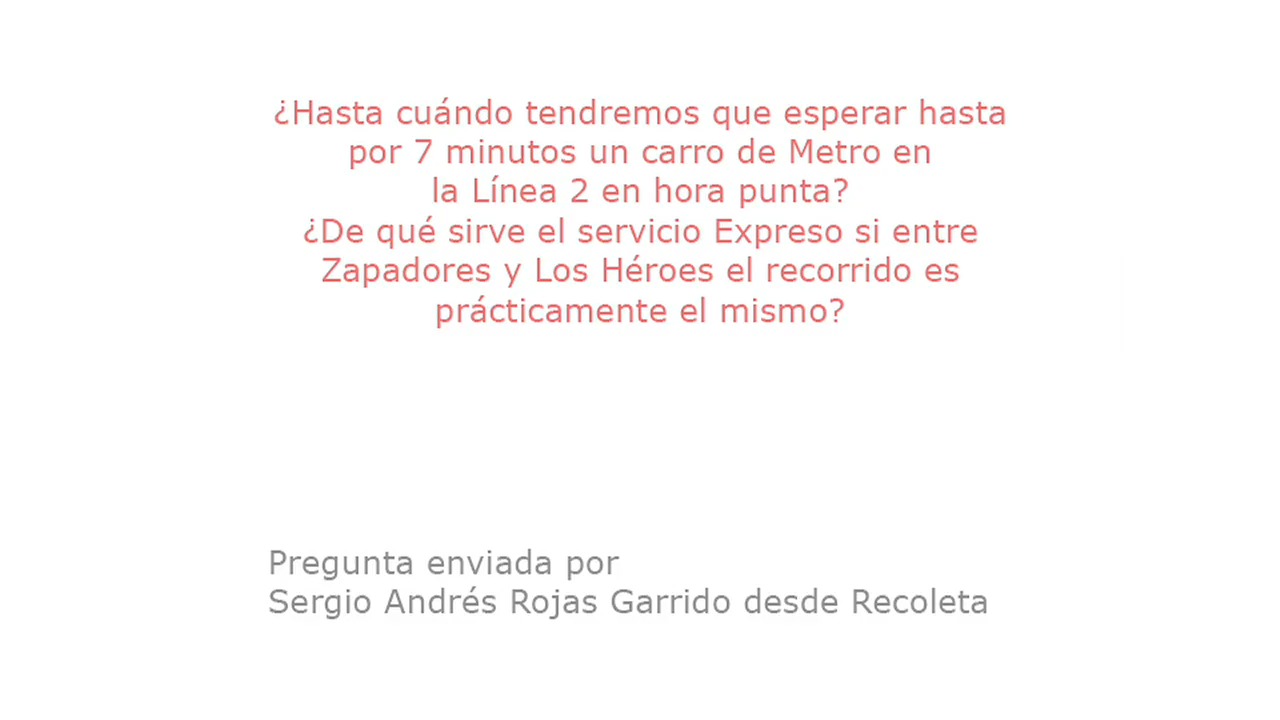 ¿Hasta cuándo tendremos que esperar hasta
por 7 minutos un carro de Metro en
la Línea 2 en hora punta?
¿De qué sirve el servicio Expreso si entre
Zapadores y Los Héroes el recorrido es
prácticamente el mismo?
Pregunta enviada por
Sergio Andrés Rojas Garrido desde Recoleta